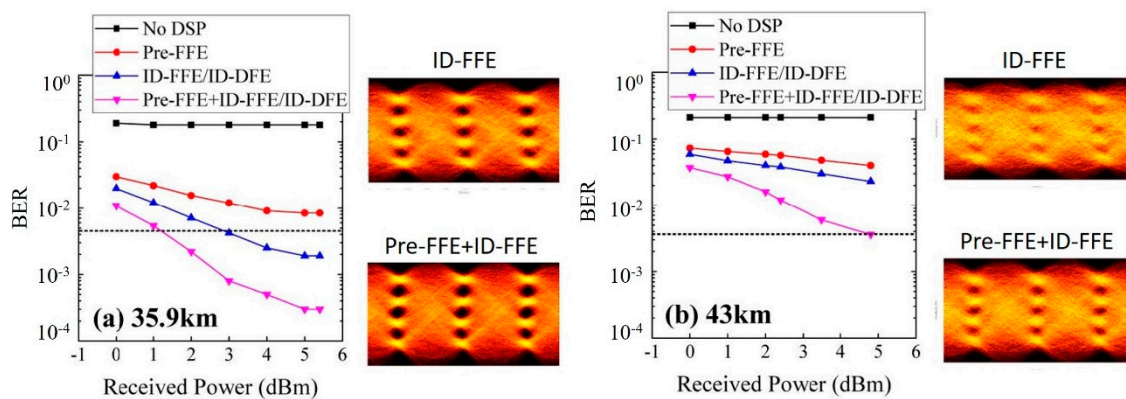 No DSP
Pre-FFE
ID-FFE/ID-DFE
Pre-FFE+ID-FFE/ID-DFE
10^0
10^-1
10^-2
10^-3
10^-4
BER
(a) 35.9km
-1 0 1 2 3 4 5 6
Received Power (dBm)
ID-FFE
Pre-FFE+ID-FFE
No DSP
Pre-FFE
ID-FFE/ID-DFE
Pre-FFE+ID-FFE/ID-DFE
10^0
10^-1
10^-2
10^-3
10^-4
BER
(b) 43km
-1 0 1 2 3 4 5 6
Received Power (dBm)
ID-FFE
Pre-FFE+ID-FFE